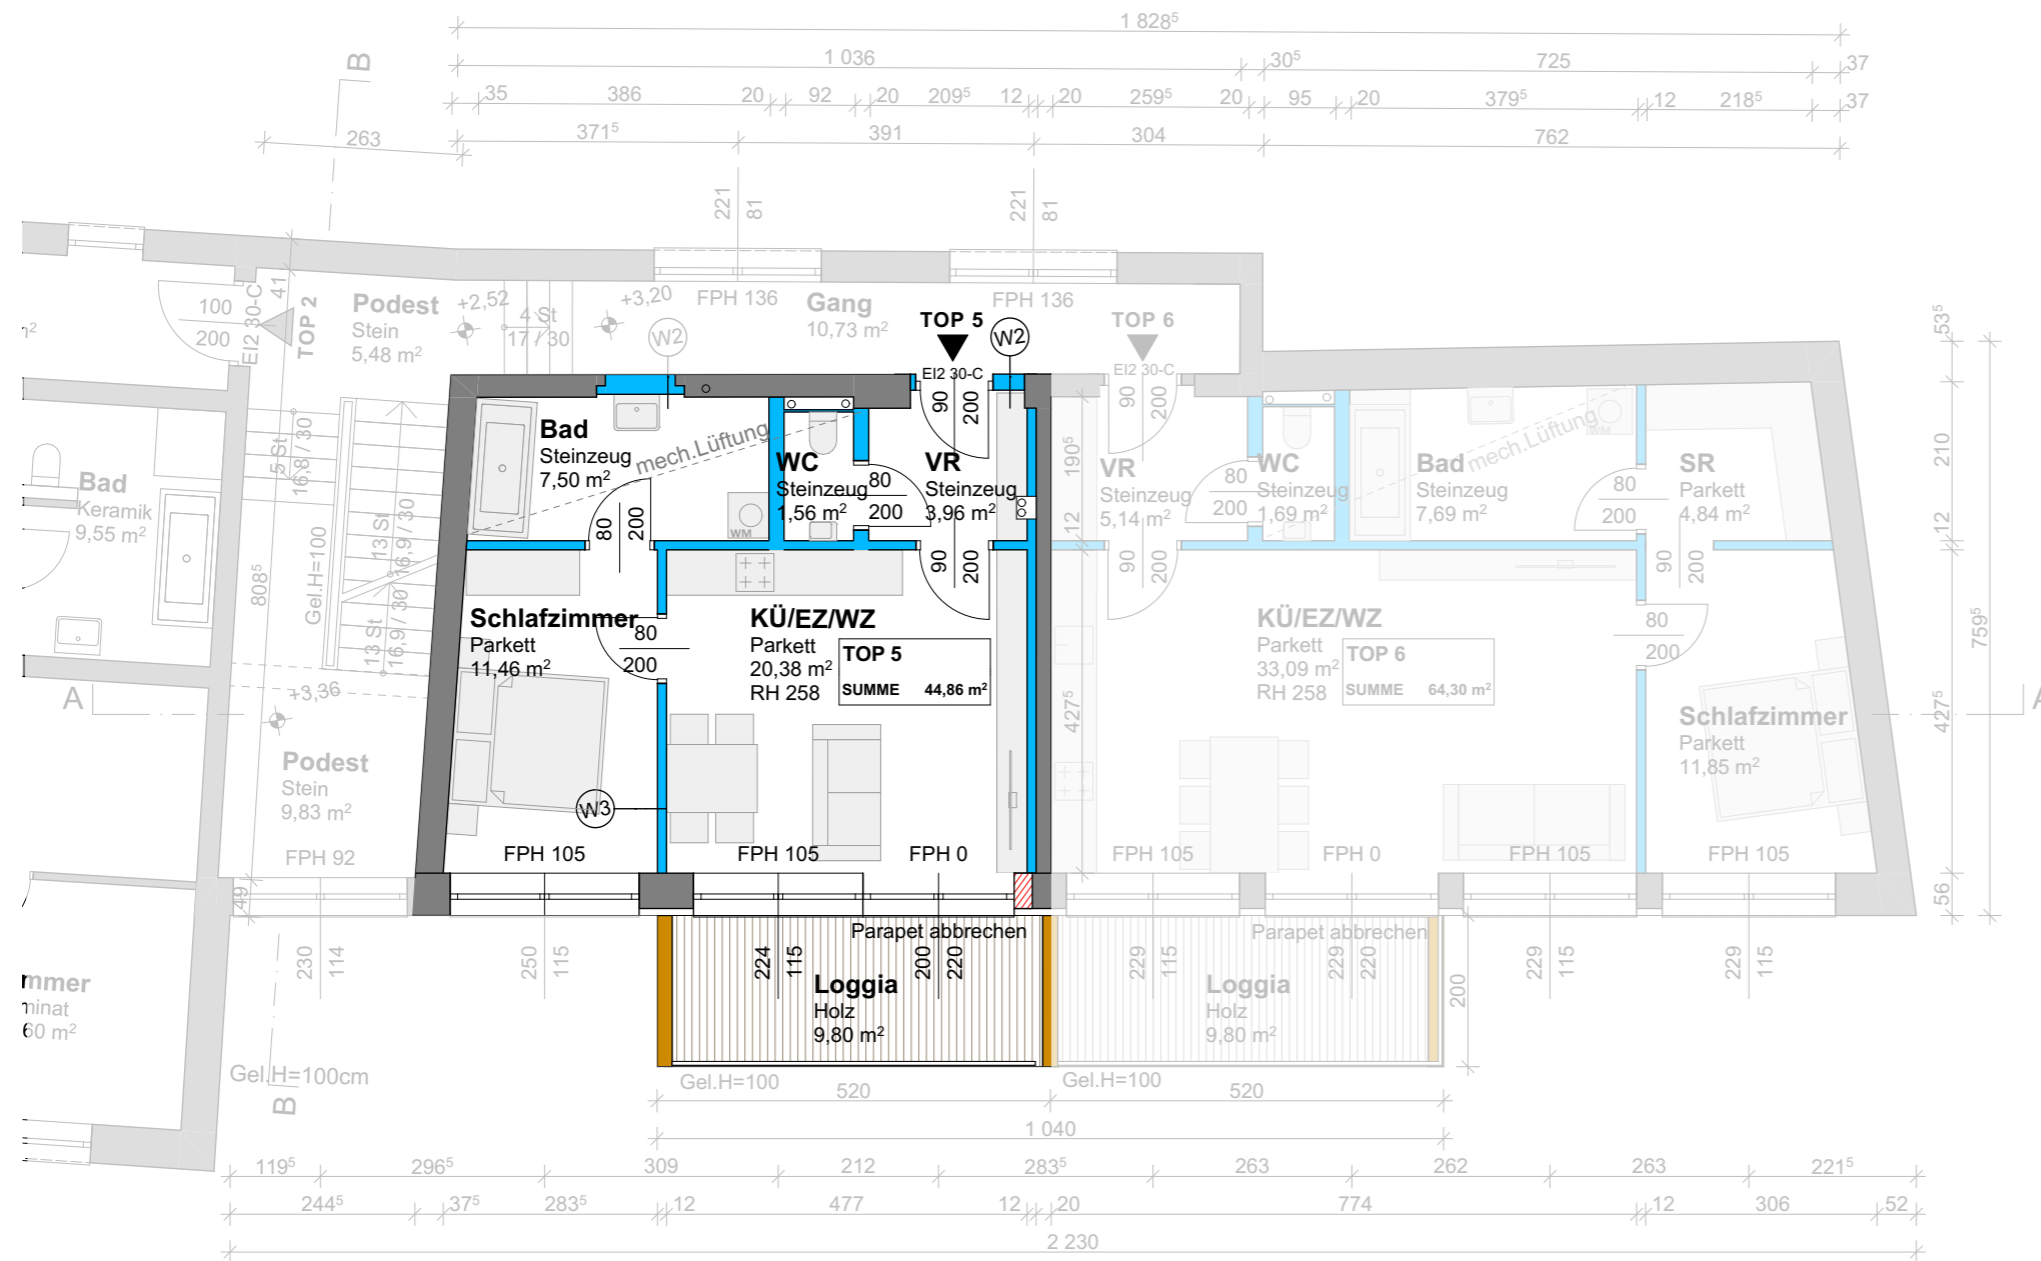 1 828⁵
1 036
30⁵
725
37
35
386
20
92
20
209⁵
12
20
259⁵
20
95
20
379⁵
12
218⁵
37
263
371⁵
391
304
762
B
221
81
221
81
100
200
EI2 30-C
TOP 2
41
Podest
Stein
5,48 m²
+2,52
4 St
17 / 30
+3,20
W2
FPH 136
Gang
10,73 m²
FPH 136
TOP 5
W2
TOP 6
EI2 30-C
EI2 30-C
90
200
90
200
53⁵
Bad
Steinzeug
7,50 m²
mech.Lüftung
WM
WC
Steinzeug
1,56 m²
80
200
VR
Steinzeug
3,96 m²
190⁵
12
VR
Steinzeug
5,14 m²
80
200
WC
Steinzeug
1,69 m²
Bad
Steinzeug
7,69 m²
mech.Lüftung
WM
80
200
SR
Parkett
4,84 m²
210
12
Bad
Keramik
9,55 m²
5 St
16,8 / 30
13 St
16,9 / 30
13 St
16,9 / 30
Gel.H=100
808⁵
80
200
90
200
90
200
90
200
Schlafzimmer
Parkett
11,46 m²
80
200
KÜ/EZ/WZ
Parkett
20,38 m²
RH 258
TOP 5
SUMME 44,86 m²
427⁵
KÜ/EZ/WZ
Parkett
33,09 m²
RH 258
TOP 6
SUMME 64,30 m²
80
200
Schlafzimmer
Parkett
11,85 m²
427⁵
759⁵
A
A
+3,36
Podest
Stein
9,83 m²
W3
FPH 92
FPH 105
FPH 105
FPH 0
FPH 105
FPH 0
FPH 105
FPH 105
49
56
230
114
250
115
224
115
200
220
229
115
229
220
229
115
229
115
Parapet abbrechen
Parapet abbrechen
Loggia
Holz
9,80 m²
Loggia
Holz
9,80 m²
200
mmer
minat
60 m²
m²
Gel.H=100cm
B
Gel.H=100
Gel.H=100
520
520
1 040
119⁵
296⁵
309
212
283⁵
263
262
263
221⁵
244⁵
37⁵
283⁵
12
477
12
20
774
12
306
52
2 230